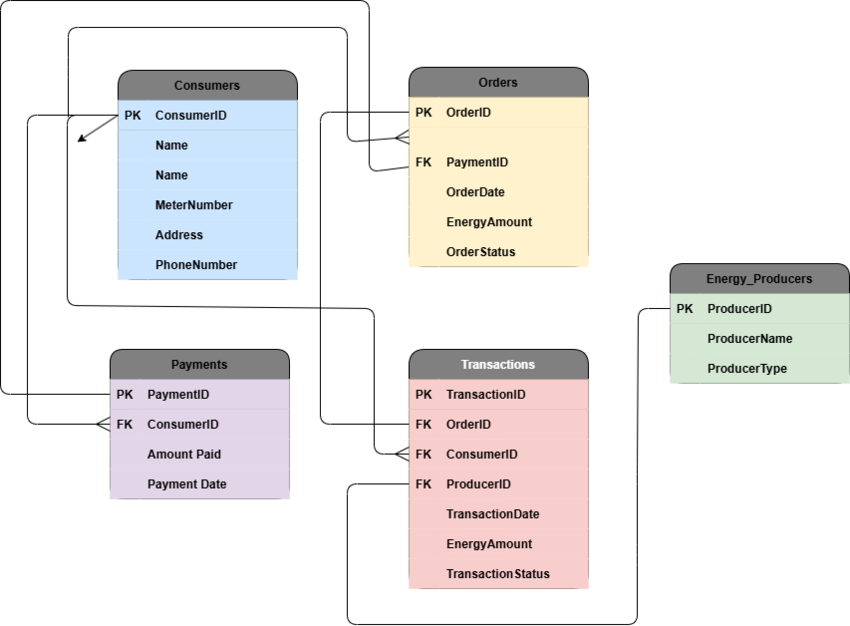 Consumers
PK ConsumerID
Name
Name
MeterNumber
Address
PhoneNumber
Orders
PK OrderID
FK PaymentID
OrderDate
EnergyAmount
OrderStatus
Energy_Producers
PK ProducerID
ProducerName
ProducerType
Payments
PK PaymentID
FK ConsumerID
Amount Paid
Payment Date
Transactions
PK TransactionID
FK OrderID
FK ConsumerID
FK ProducerID
TransactionDate
EnergyAmount
TransactionStatus